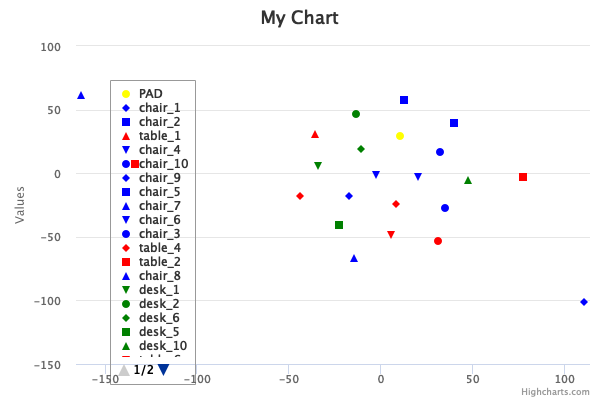 My Chart
Values
100
50
0
-50
-100
-150
PAD
chair_1
chair_2
table_1
chair_4
chair_10
chair_9
chair_5
chair_7
chair_6
chair_3
table_4
table_2
chair_8
desk_1
desk_2
desk_6
desk_5
desk_10
1/2
-150 -100 -50 0 50 100
Highcharts.com